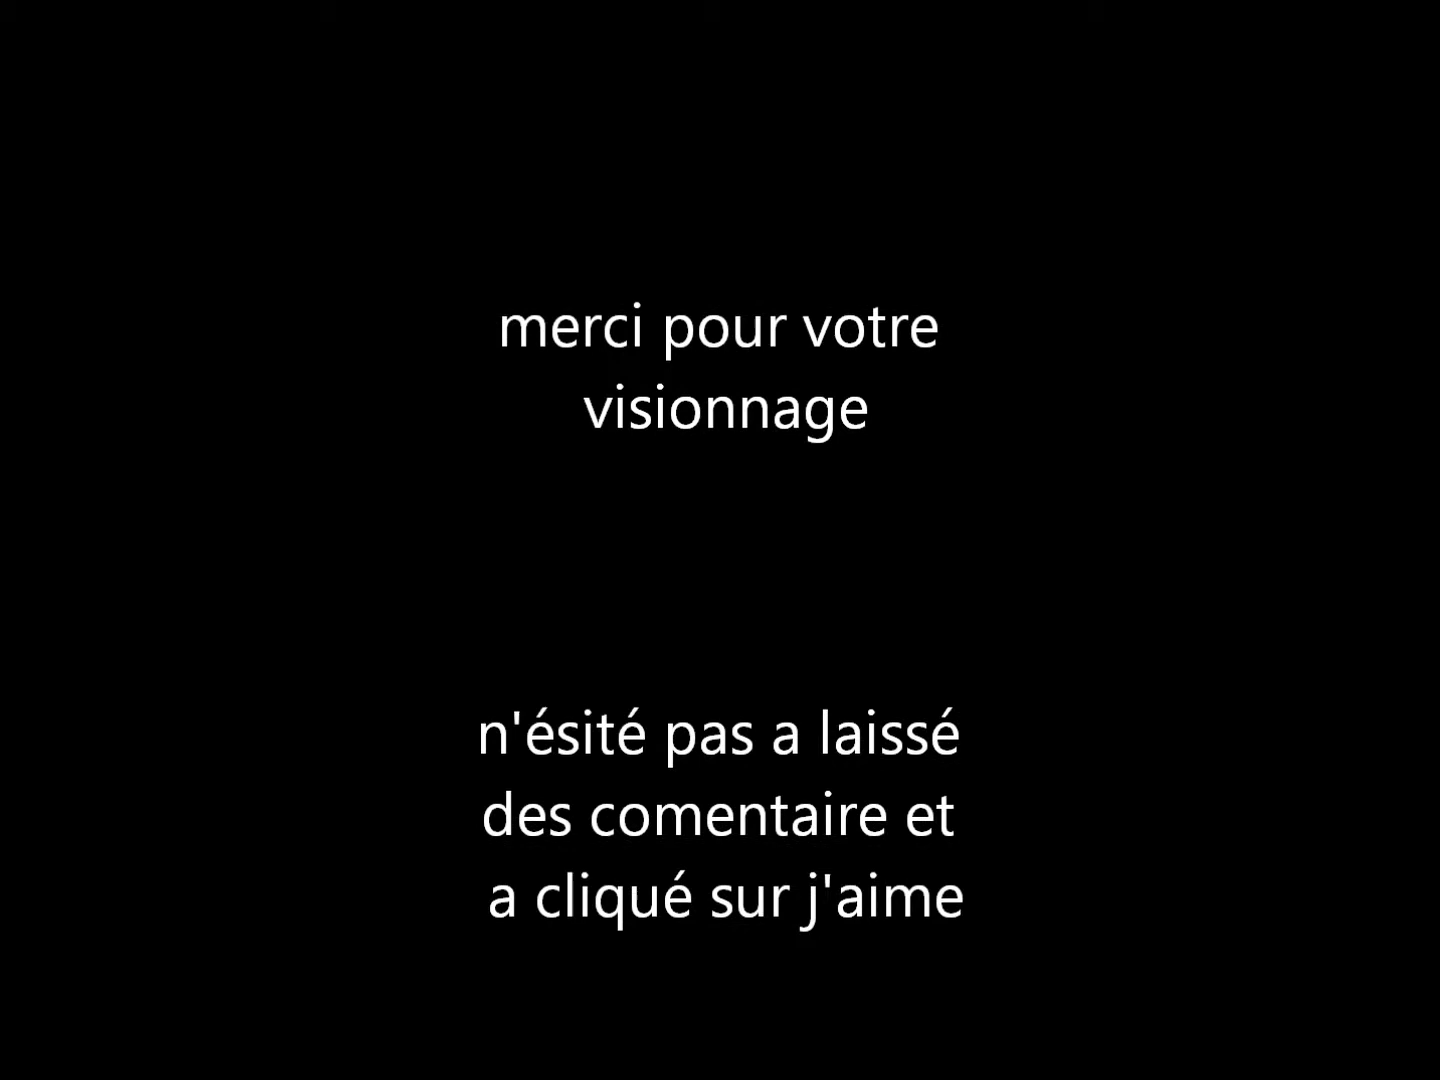 merci pour votre
visionnage
n'ésité pas a laissé
des comentaire et
a cliqué sur j'aime